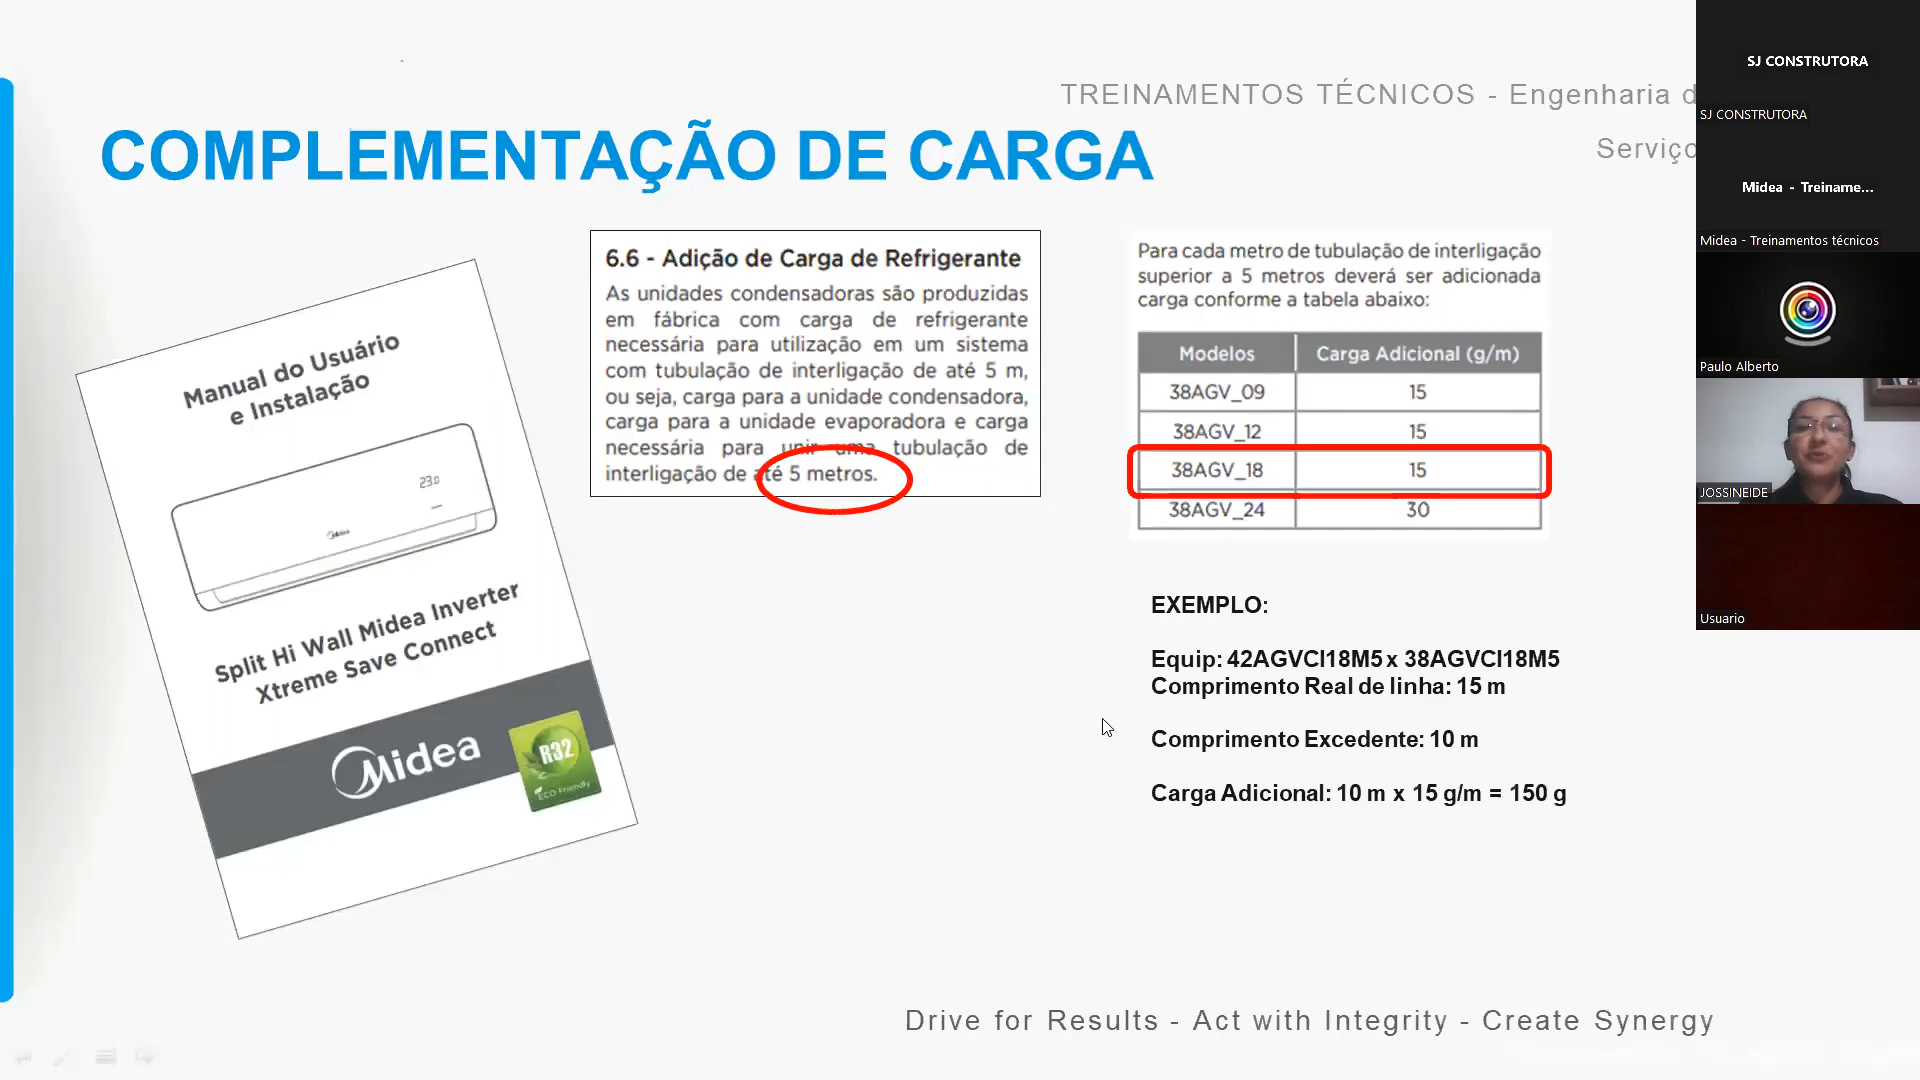 TREINAMENTOS TÉCNICOS - Engenharia d
Serviço
COMPLEMENTAÇÃO DE CARGA
Manual do Usuário
e Instalação
23.0
Midea
Split Hi Wall Midea Inverter
Xtreme Save Connect
Midea
R32
ECO Friendly
6.6 - Adição de Carga de Refrigerante
As unidades condensadoras são produzidas
em fábrica com carga de refrigerante
necessária para utilização em um sistema
com tubulação de interligação de até 5 m,
ou seja, carga para a unidade condensadora,
carga para a unidade evaporadora e carga
necessária para unir uma tubulação de
interligação de até 5 metros.
Para cada metro de tubulação de interligação
superior a 5 metros deverá ser adicionada
carga conforme a tabela abaixo:
Modelos Carga Adicional (g/m)
38AGV_09 15
38AGV_12 15
38AGV_18 15
38AGV_24 30
EXEMPLO:
Equip: 42AGVCI18M5 x 38AGVCI18M5
Comprimento Real de linha: 15 m
Comprimento Excedente: 10 m
Carga Adicional: 10 m x 15 g/m = 150 g
Drive for Results - Act with Integrity - Create Synergy
SJ CONSTRUTORA
SJ CONSTRUTORA
Midea - Treiname...
Midea - Treinamentos técnicos
Paulo Alberto
JOSSINEIDE
Usuario